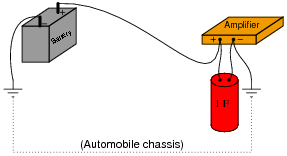 Amplifier
- +
Battery
+ -
1 F
(Automobile chassis)